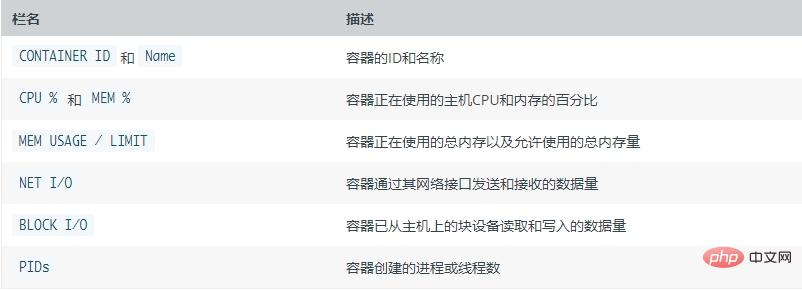 栏名 描述
CONTAINER ID 和 Name 容器的ID和名称
CPU % 和 MEM % 容器正在使用的主机CPU和内存的百分比
MEM USAGE / LIMIT 容器正在使用的总内存以及允许使用的总内存量
NET I/O 容器通过其网络接口发送和接收的数据量
BLOCK I/O 容器已从主机上的块设备读取和写入的数据量
PIDs 容器创建的进程或线程数
php 中文网